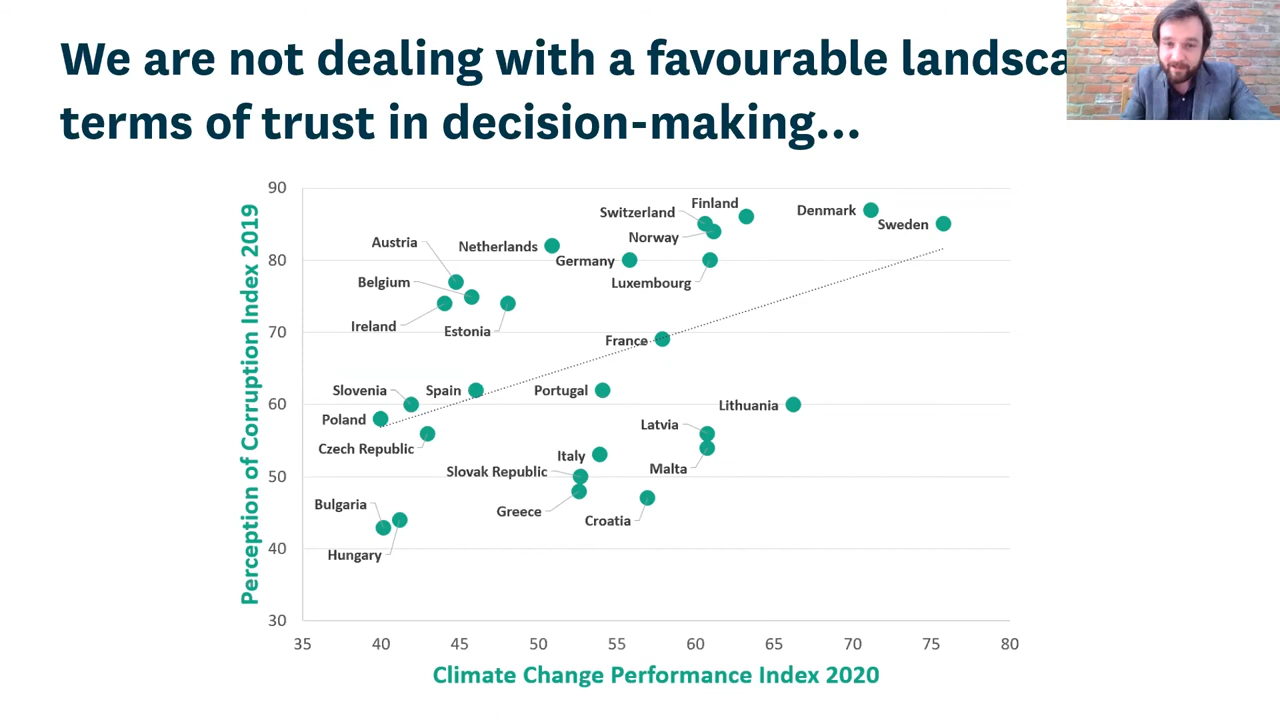 We are not dealing with a favourable landsca
terms of trust in decision-making...
Perception of Corruption Index 2019
90
80
70
60
50
40
30
Finland
Switzerland
Denmark
Sweden
Norway
Austria
Netherlands
Germany
Belgium
Luxembourg
Ireland
Estonia
France
Slovenia
Spain
Portugal
Lithuania
Poland
Latvia
Czech Republic
Italy
Malta
Slovak Republic
Bulgaria
Greece
Croatia
Hungary
35 40 45 50 55 60 65 70 75 80
Climate Change Performance Index 2020